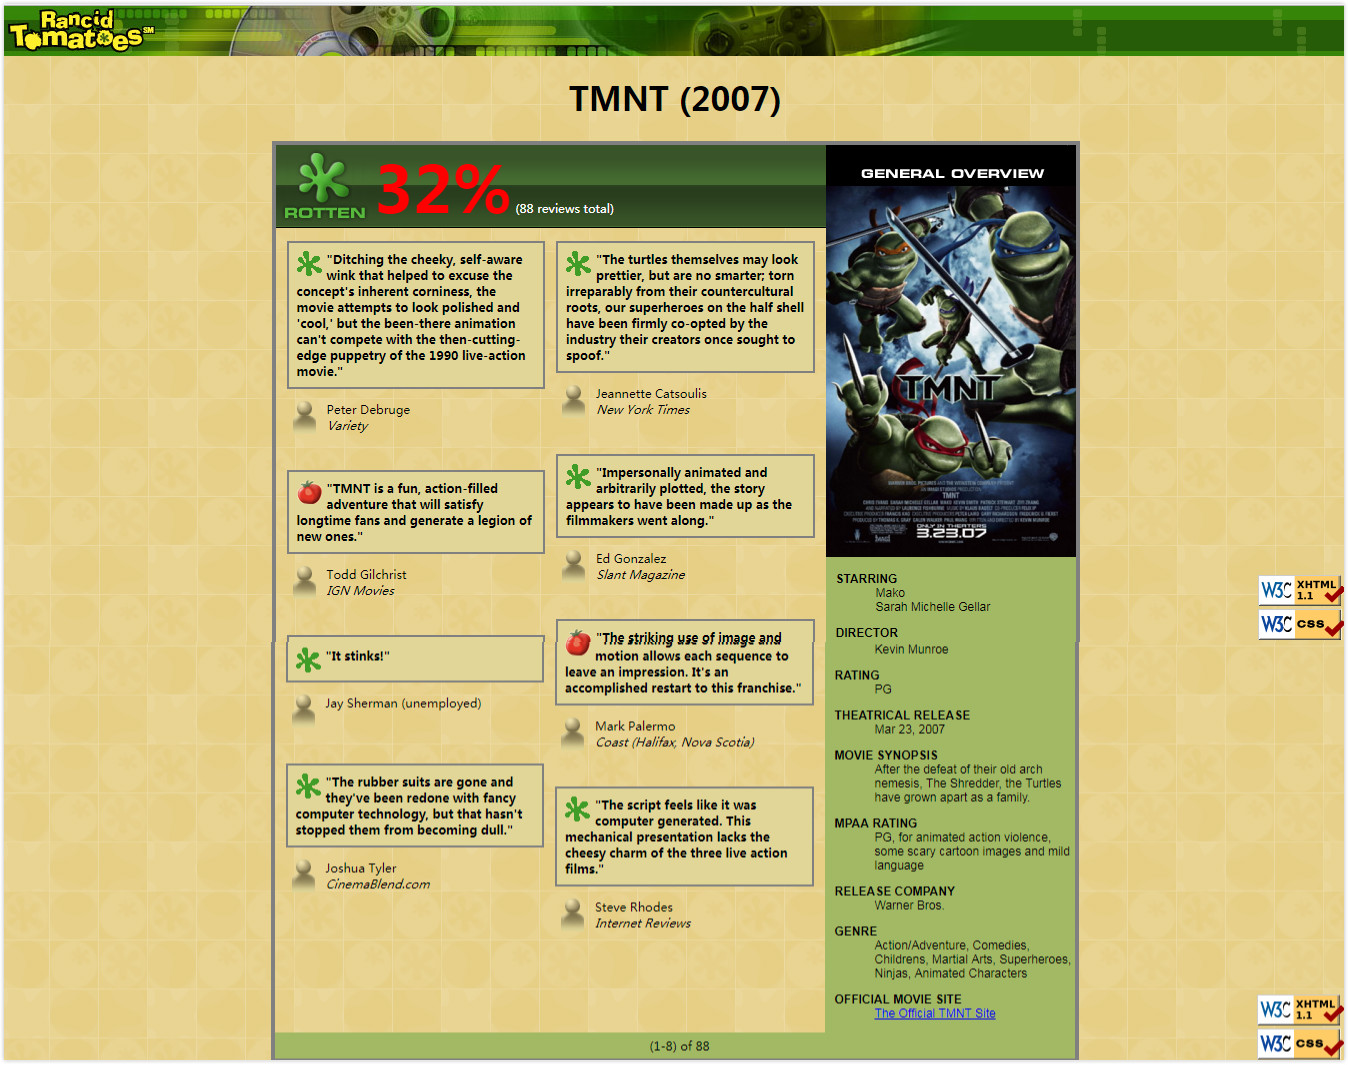 Rancid
Tomatoes SM
TMNT (2007)
ROTTEN
32% (88 reviews total)
"Ditching the cheeky, self-aware
wink that helped to excuse the
concept's inherent corniness, the
movie attempts to look polished and
'cool,' but the been-there animation
can't compete with the then-cutting-
edge puppetry of the 1990 live-action
movie."
Peter Debruge
Variety
"TMNT is a fun, action-filled
adventure that will satisfy
longtime fans and generate a legion of
new ones."
Todd Gilchrist
IGN Movies
"It stinks!"
Jay Sherman (unemployed)
"The rubber suits are gone and
they've been redone with fancy
computer technology, but that hasn't
stopped them from becoming dull."
Joshua Tyler
CinemaBlend.com
"The turtles themselves may look
prettier, but are no smarter; torn
irreparably from their countercultural
roots, our superheroes on the half shell
have been firmly co-opted by the
industry their creators once sought to
spoof."
Jeannette Catsoulis
New York Times
"Impersonally animated and
arbitrarily plotted, the story
appears to have been made up as the
filmmakers went along."
Ed Gonzalez
Slant Magazine
"The striking use of image and
motion allows each sequence to
leave an impression. It's an
accomplished restart to this franchise."
Mark Palermo
Coast (Halifax, Nova Scotia)
"The script feels like it was
computer generated. This
mechanical presentation lacks the
cheesy charm of the three live action
films."
Steve Rhodes
Internet Reviews
GENERAL OVERVIEW
TMNT
TMNT
ONLY IN THEATERS
3.23.07
STARRING
Mako
Sarah Michelle Gellar
DIRECTOR
Kevin Munroe
RATING
PG
THEATRICAL RELEASE
Mar 23, 2007
MOVIE SYNOPSIS
After the defeat of their old arch
nemesis, The Shredder, the Turtles
have grown apart as a family.
MPAA RATING
PG, for animated action violence,
some scary cartoon images and mild
language
RELEASE COMPANY
Warner Bros.
GENRE
Action/Adventure, Comedies,
Childrens, Martial Arts, Superheroes,
Ninjas, Animated Characters
OFFICIAL MOVIE SITE
The Official TMNT Site
(1-8) of 88
W3C XHTML
1.1
W3C CSS
W3C XHTML
1.1
W3C CSS